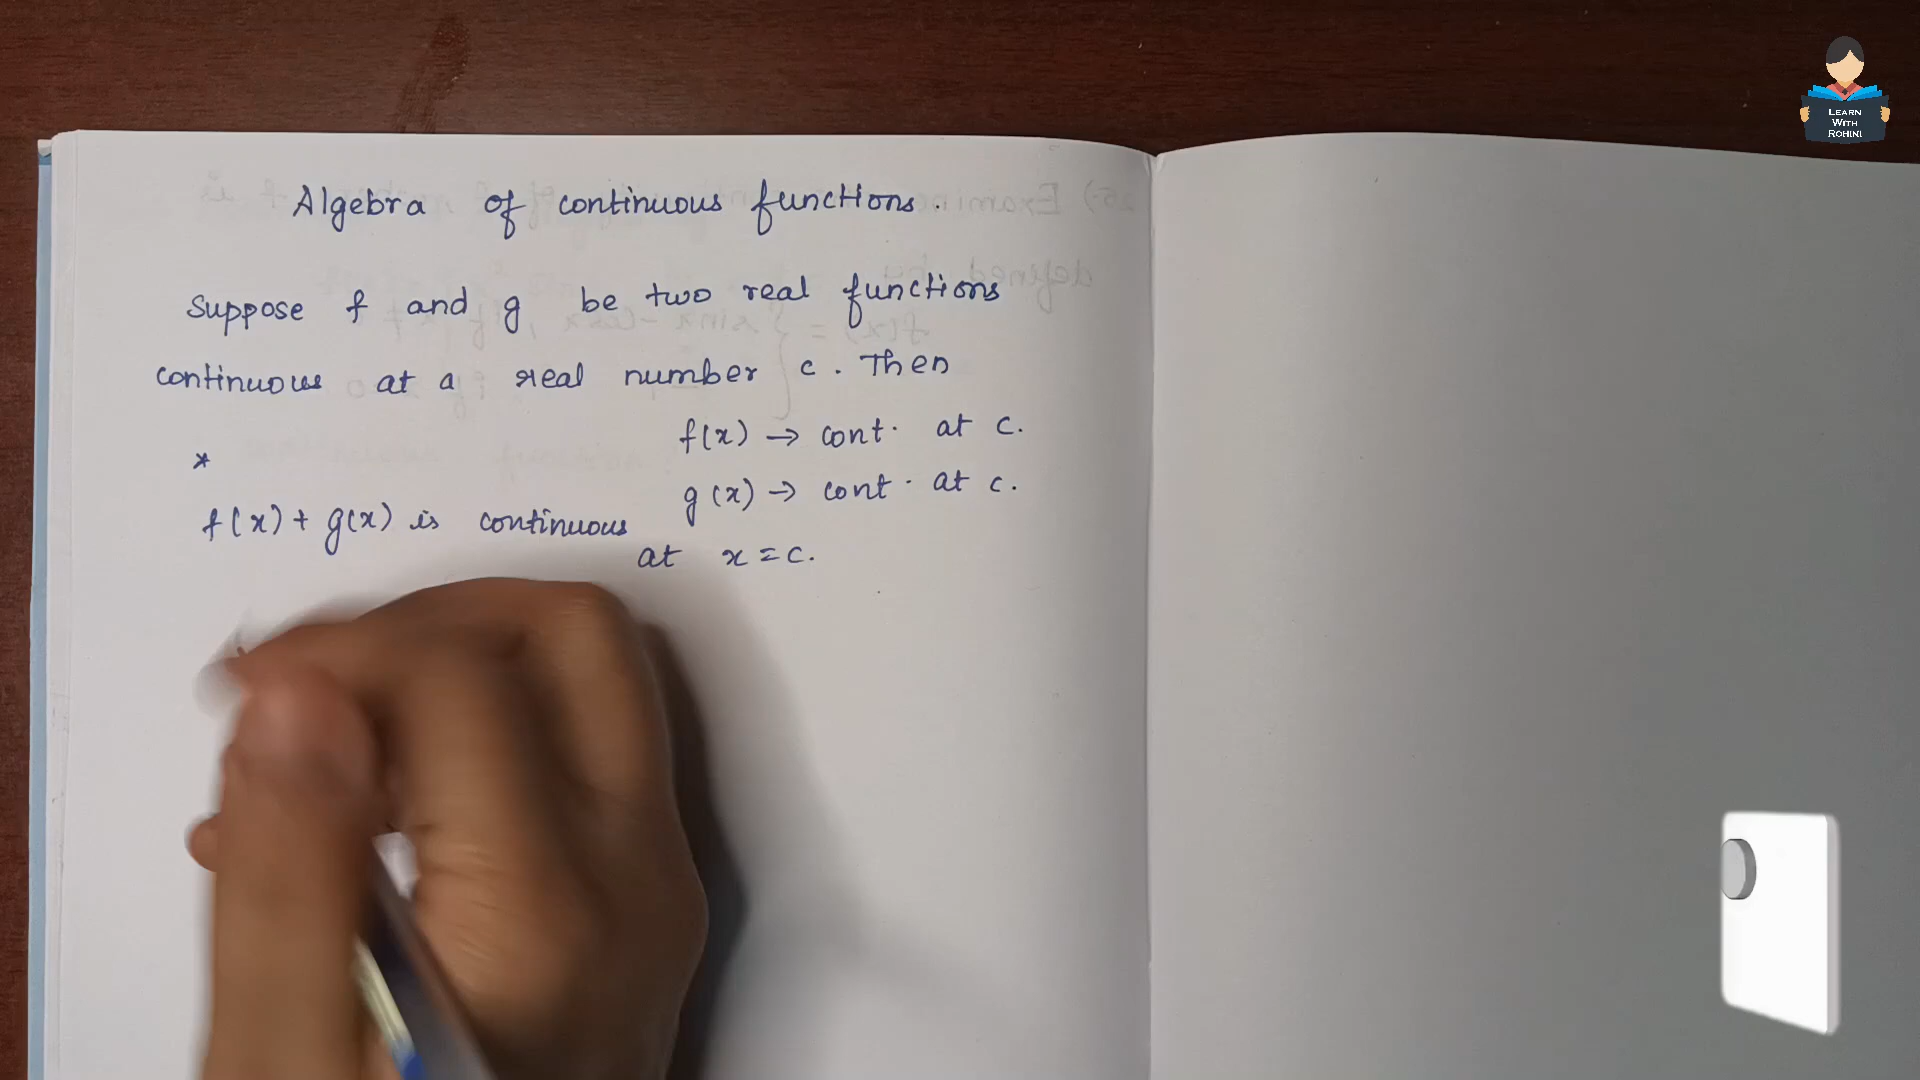 LEARN
WITH
ROHINI
Algebra of continuous functions.
Suppose f and g be two real functions
continuous at a real number c. Then
f(x) → cont. at c.
*
g(x) → cont. at c.
f(x) + g(x) is continuous
at x = c.